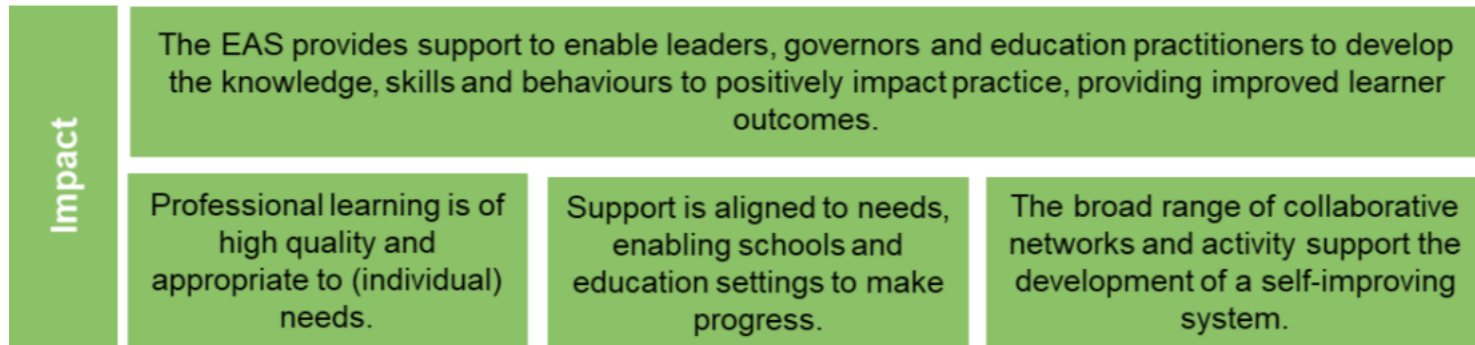 Impact
The EAS provides support to enable leaders, governors and education practitioners to develop
the knowledge, skills and behaviours to positively impact practice, providing improved learner
outcomes.
Professional learning is of
high quality and
appropriate to (individual)
needs.
Support is aligned to needs,
enabling schools and
education settings to make
progress.
The broad range of collaborative
networks and activity support the
development of a self-improving
system.